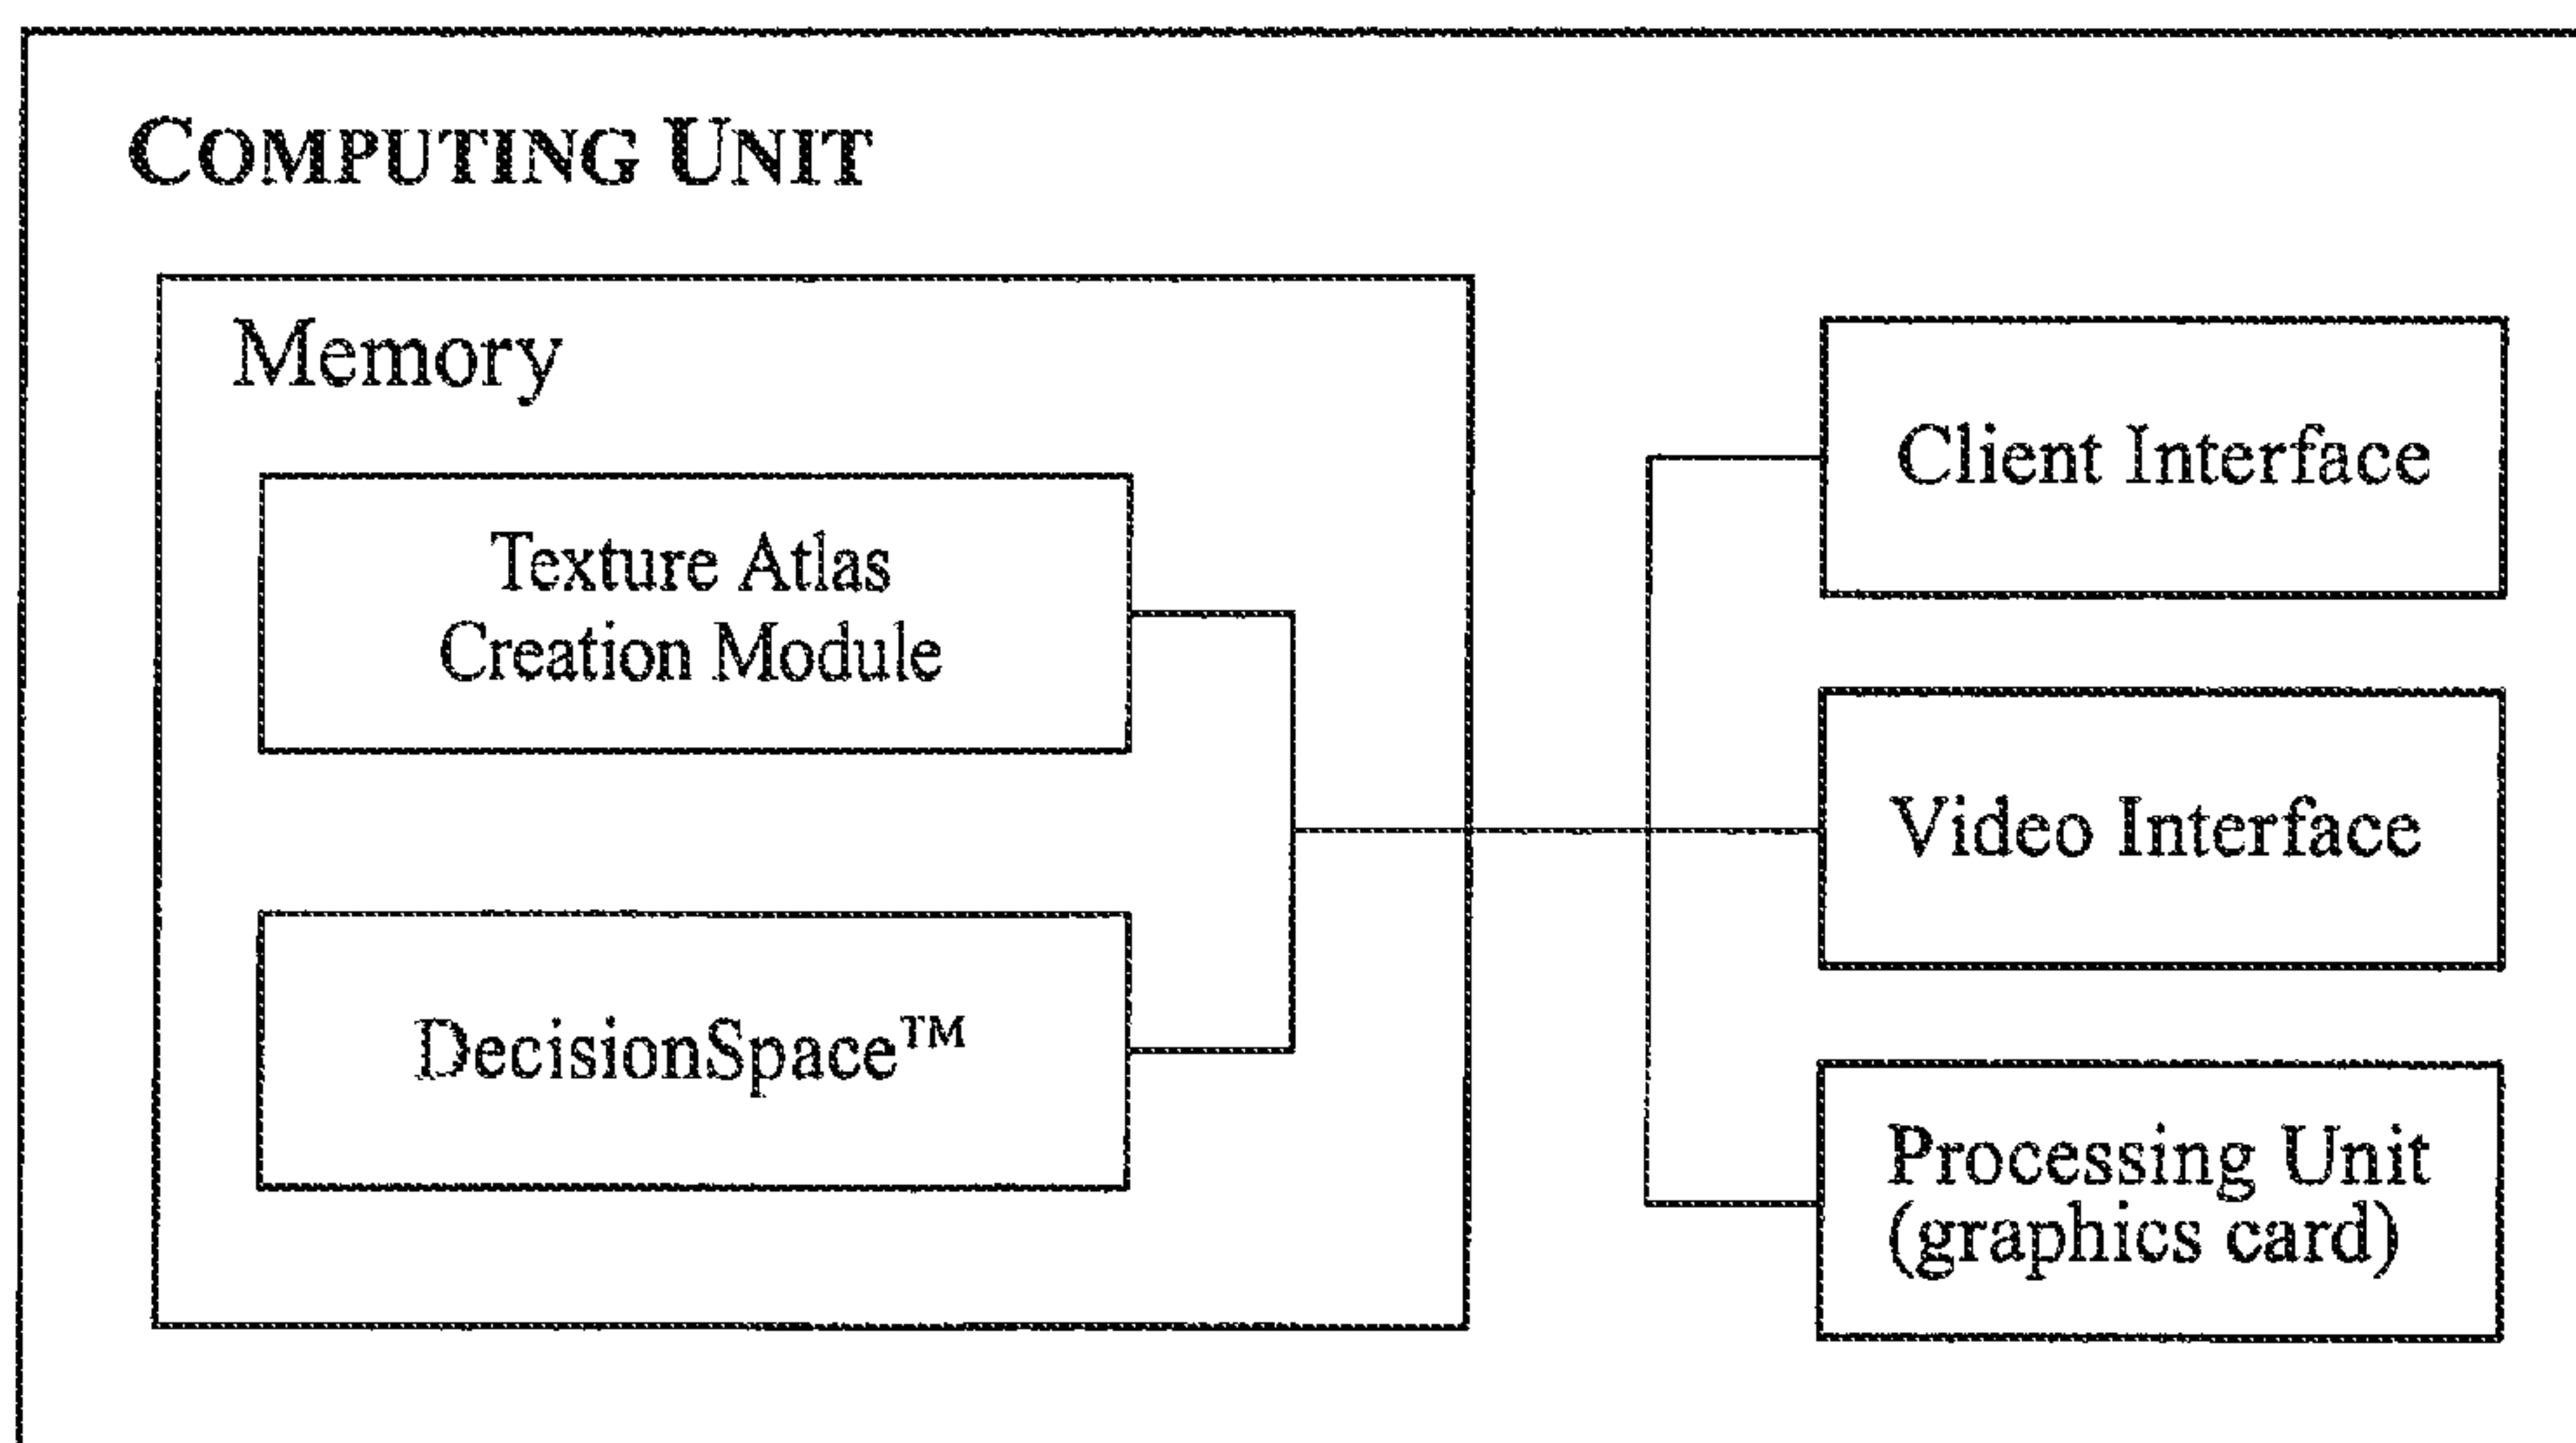 COMPUTING UNIT
Memory
Texture Atlas
Creation Module
DecisionSpace™
Client Interface
Video Interface
Processing Unit
(graphics card)